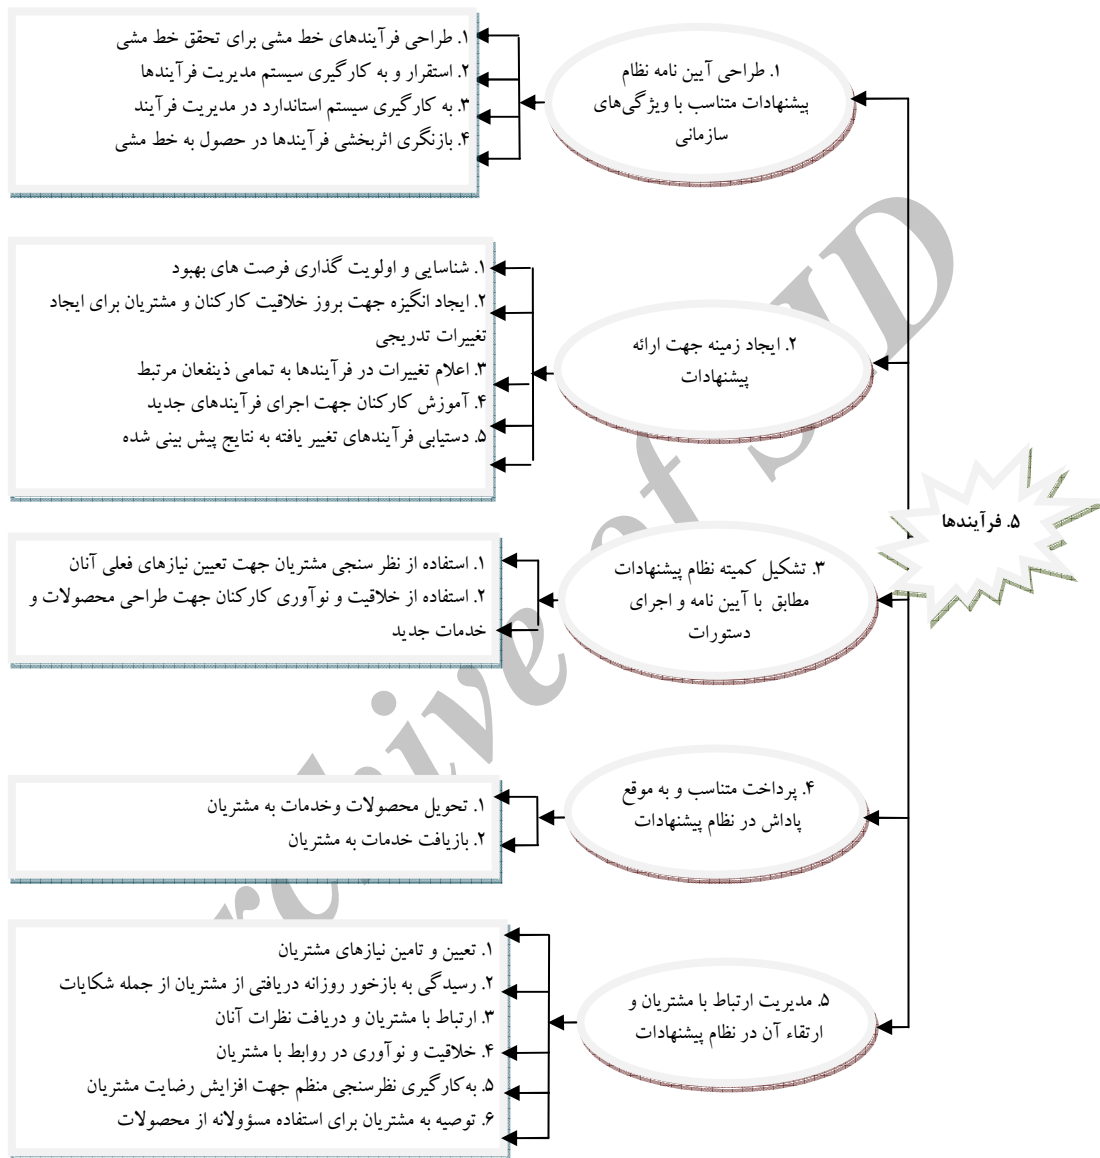 ۵. فرآیندها
۱. طراحی آیین نامه نظام
پیشنهادات متناسب با ویژگی‌های
سازمانی
۱. طراحی فرآیندهای خط مشی برای تحقق خط مشی
۲. استقرار و به کارگیری سیستم مدیریت فرآیندها
۳. به کارگیری سیستم استاندارد در مدیریت فرآیند
۴. بازنگری اثربخشی فرآیندها در حصول به خط مشی
۲. ایجاد زمینه جهت ارائه
پیشنهادات
۱. شناسایی و اولویت گذاری فرصت های بهبود
۲. ایجاد انگیزه جهت بروز خلاقیت کارکنان و مشتریان برای ایجاد
تغییرات تدریجی
۳. اعلام تغییرات در فرآیندها به تمامی ذینفعان مرتبط
۴. آموزش کارکنان جهت اجرای فرآیندهای جدید
۵. دستیابی فرآیندهای تغییر یافته به نتایج پیش بینی شده
۳. تشکیل کمیته نظام پیشنهادات
مطابق با آیین نامه و اجرای
دستورات
۱. استفاده از نظر سنجی مشتریان جهت تعیین نیازهای فعلی آنان
۲. استفاده از خلاقیت و نوآوری کارکنان جهت طراحی محصولات و
خدمات جدید
۴. پرداخت متناسب و به موقع
پاداش در نظام پیشنهادات
۱. تحویل محصولات وخدمات به مشتریان
۲. بازیافت خدمات به مشتریان
۵. مدیریت ارتباط با مشتریان و
ارتقاء آن در نظام پیشنهادات
۱. تعیین و تامین نیازهای مشتریان
۲. رسیدگی به بازخور روزانه دریافتی از مشتریان از جمله شکایات
۳. ارتباط با مشتریان و دریافت نظرات آنان
۴. خلاقیت و نوآوری در روابط با مشتریان
۵. به‌کارگیری نظرسنجی منظم جهت افزایش رضایت مشتریان
۶. توصیه به مشتریان برای استفاده مسؤولانه از محصولات
Archive of SID